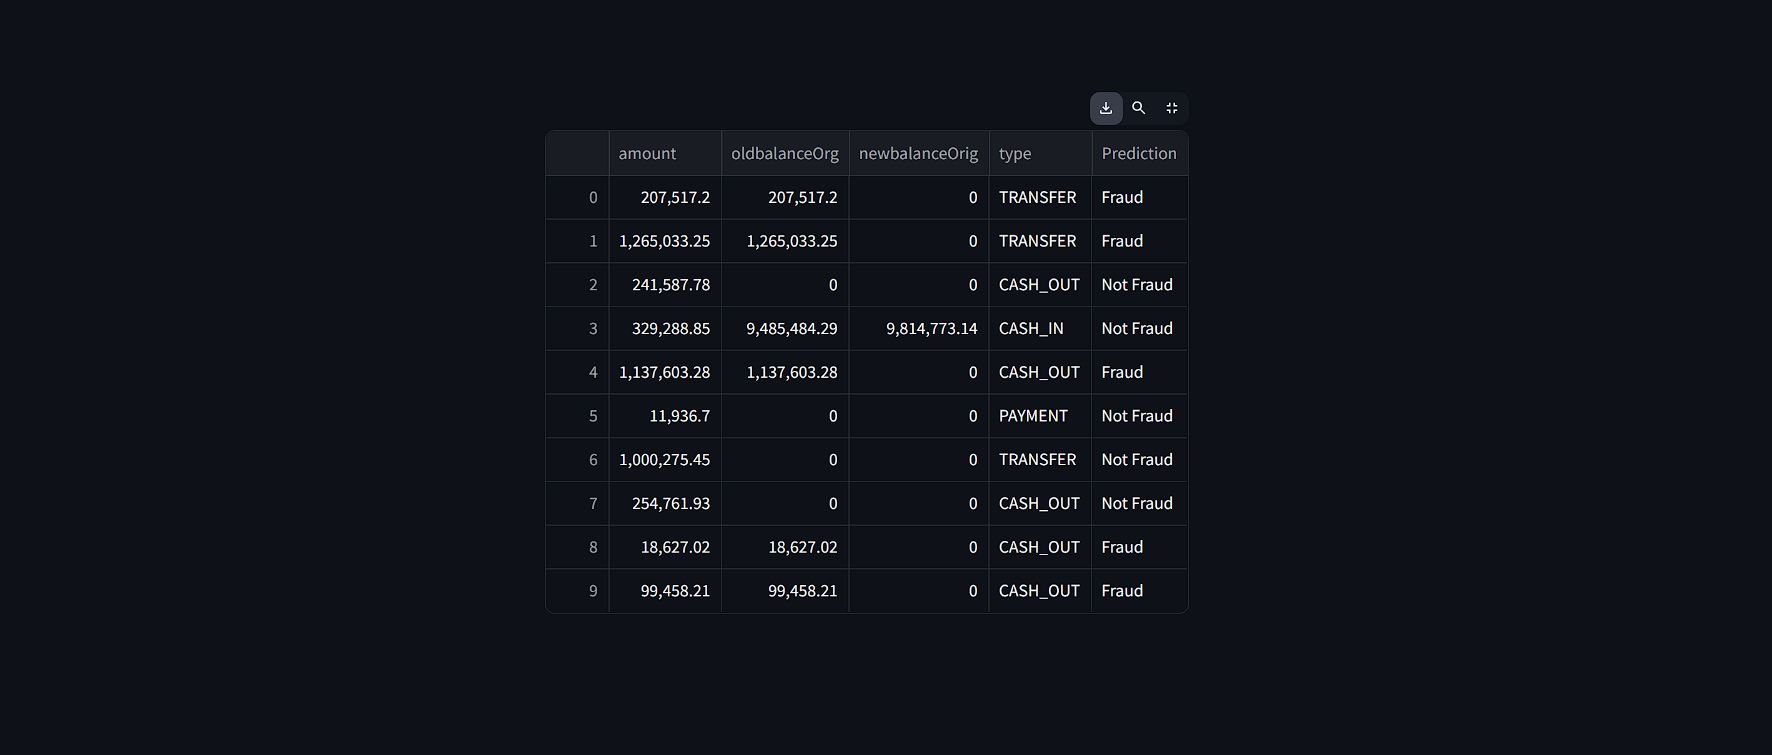 amount oldbalanceOrg newbalanceOrig type Prediction
0 207,517.2 207,517.2 0 TRANSFER Fraud
1 1,265,033.25 1,265,033.25 0 TRANSFER Fraud
2 241,587.78 0 0 CASH_OUT Not Fraud
3 329,288.85 9,485,484.29 9,814,773.14 CASH_IN Not Fraud
4 1,137,603.28 1,137,603.28 0 CASH_OUT Fraud
5 11,936.7 0 0 PAYMENT Not Fraud
6 1,000,275.45 0 0 TRANSFER Not Fraud
7 254,761.93 0 0 CASH_OUT Not Fraud
8 18,627.02 18,627.02 0 CASH_OUT Fraud
9 99,458.21 99,458.21 0 CASH_OUT Fraud